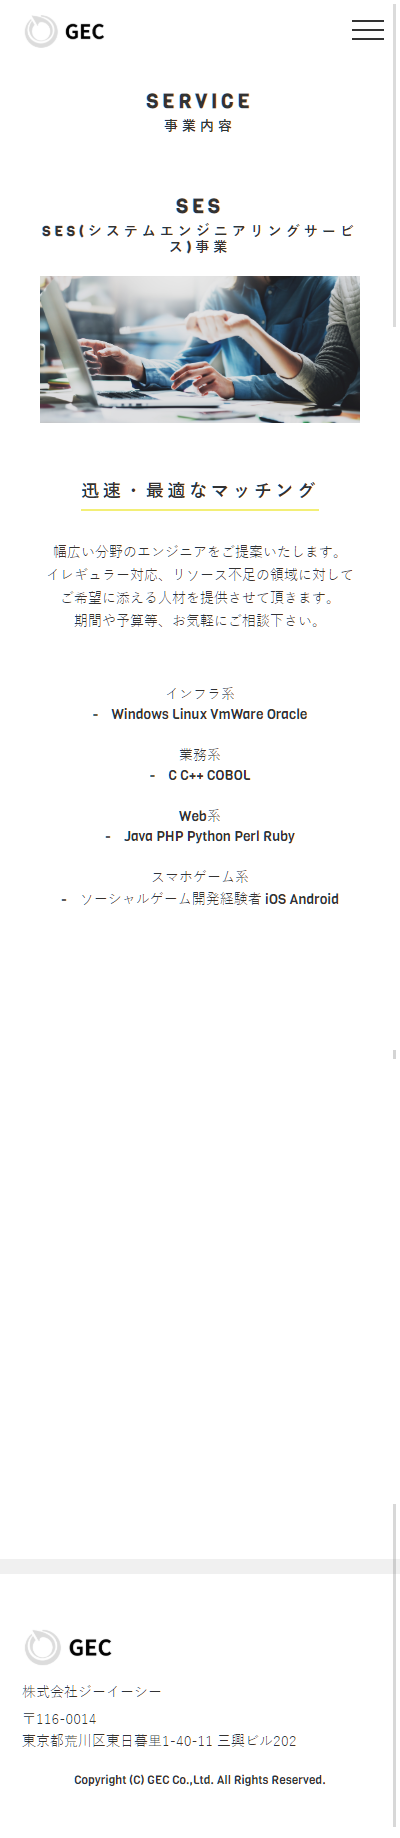 GEC
SERVICE
事業内容
SES
SES(システムエンジニアリングサービ
ス)事業
迅速・最適なマッチング
幅広い分野のエンジニアをご提案いたします。
イレギュラー対応、リソース不足の領域に対して
ご希望に添える人材を提供させて頂きます。
期間や予算等、お気軽にご相談下さい。
インフラ系
- Windows Linux VmWare Oracle
業務系
- C C++ COBOL
Web系
- Java PHP Python Perl Ruby
スマホゲーム系
- ソーシャルゲーム開発経験者 iOS Android
GEC
株式会社ジーイーシー
〒116-0014
東京都荒川区東日暮里1-40-11 三興ビル202
Copyright (C) GEC Co.,Ltd. All Rights Reserved.